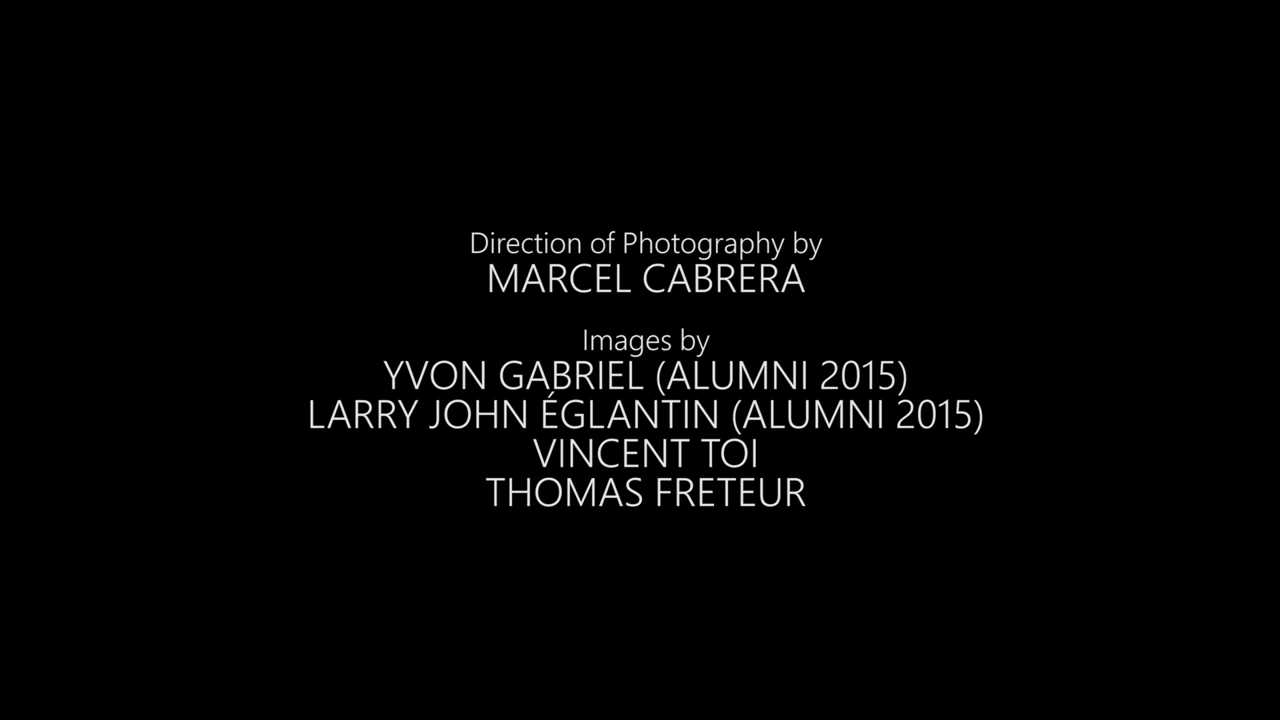 Direction of Photography by
MARCEL CABRERA
Images by
YVON GABRIEL (ALUMNI 2015)
LARRY JOHN ÉGLANTIN (ALUMNI 2015)
VINCENT TOI
THOMAS FRETEUR